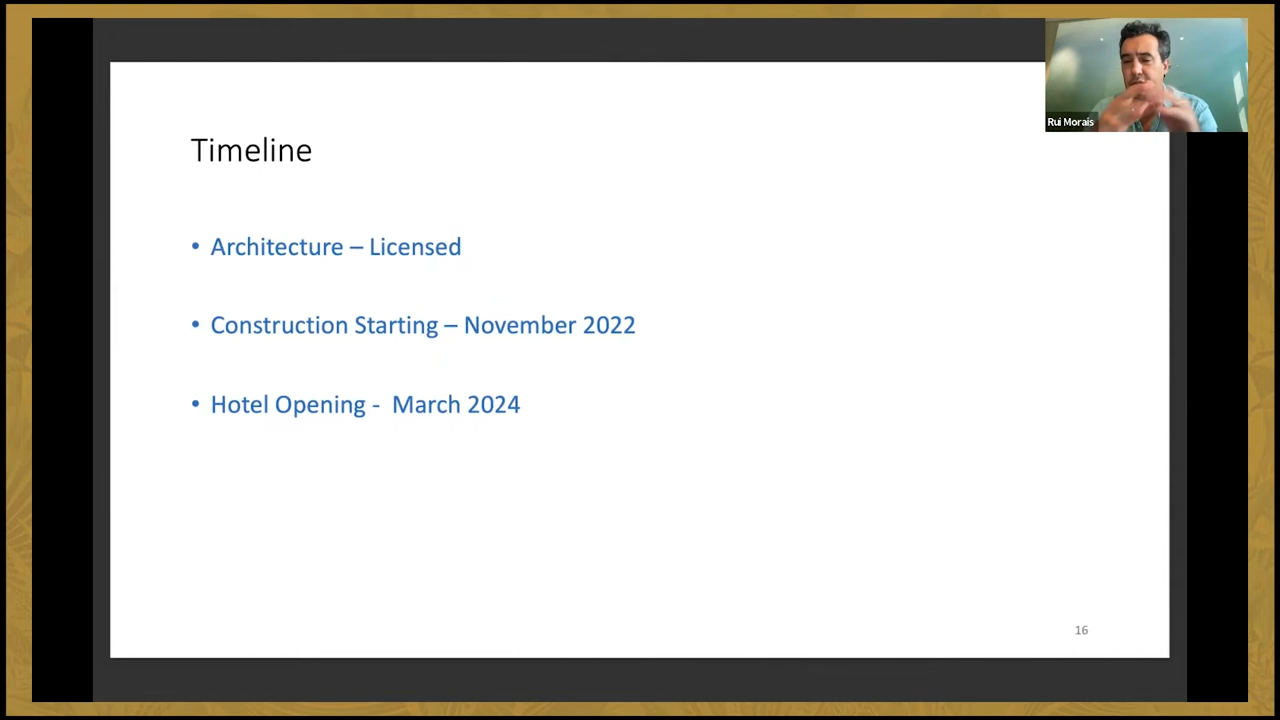 Rui Morais
Timeline
• Architecture – Licensed
• Construction Starting – November 2022
• Hotel Opening -  March 2024
16